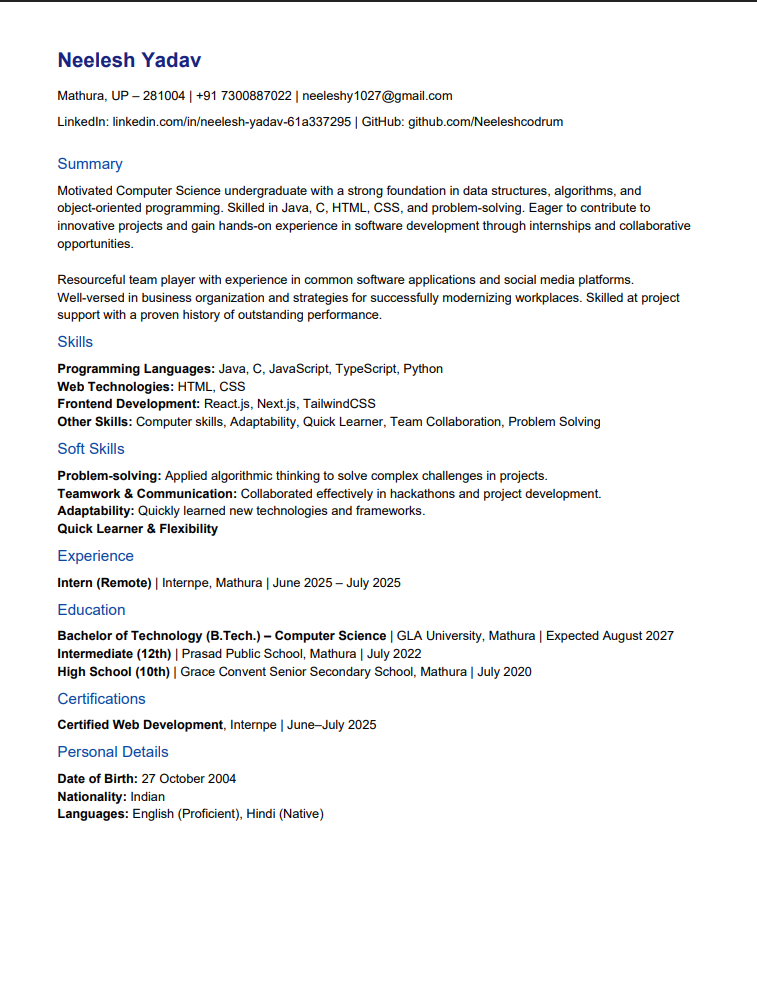 Neelesh Yadav
Mathura, UP – 281004 | +91 7300887022 | neeleshy1027@gmail.com
LinkedIn: linkedin.com/in/neelesh-yadav-61a337295 | GitHub: github.com/Neeleshcodrum
Summary
Motivated Computer Science undergraduate with a strong foundation in data structures, algorithms, and
object-oriented programming. Skilled in Java, C, HTML, CSS, and problem-solving. Eager to contribute to
innovative projects and gain hands-on experience in software development through internships and collaborative
opportunities.
Resourceful team player with experience in common software applications and social media platforms.
Well-versed in business organization and strategies for successfully modernizing workplaces. Skilled at project
support with a proven history of outstanding performance.
Skills
Programming Languages: Java, C, JavaScript, TypeScript, Python
Web Technologies: HTML, CSS
Frontend Development: React.js, Next.js, TailwindCSS
Other Skills: Computer skills, Adaptability, Quick Learner, Team Collaboration, Problem Solving
Soft Skills
Problem-solving: Applied algorithmic thinking to solve complex challenges in projects.
Teamwork & Communication: Collaborated effectively in hackathons and project development.
Adaptability: Quickly learned new technologies and frameworks.
Quick Learner & Flexibility
Experience
Intern (Remote) | Internpe, Mathura | June 2025 – July 2025
Education
Bachelor of Technology (B.Tech.) – Computer Science | GLA University, Mathura | Expected August 2027
Intermediate (12th) | Prasad Public School, Mathura | July 2022
High School (10th) | Grace Convent Senior Secondary School, Mathura | July 2020
Certifications
Certified Web Development, Internpe | June–July 2025
Personal Details
Date of Birth: 27 October 2004
Nationality: Indian
Languages: English (Proficient), Hindi (Native)